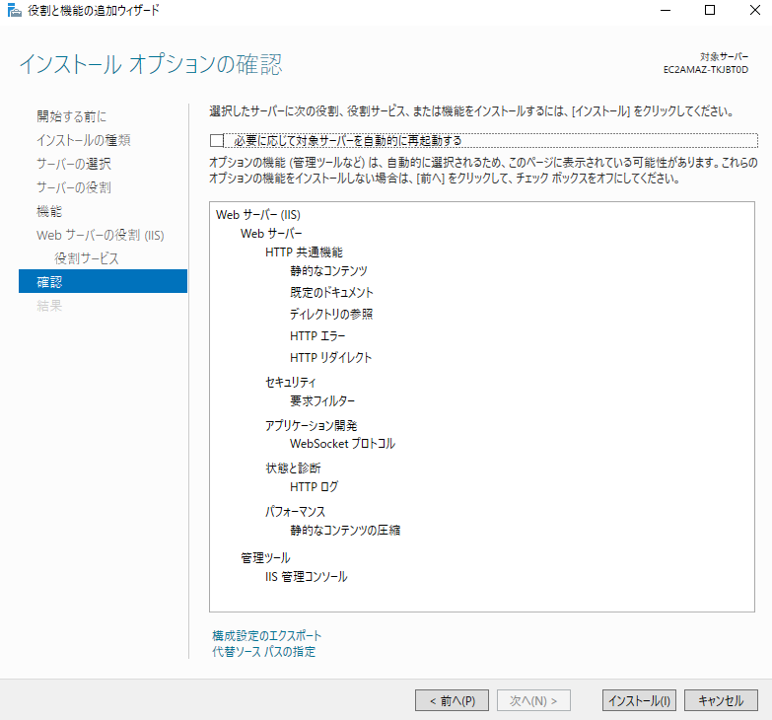 役割と機能の追加ウィザード
インストール オプションの確認
対象サーバー
EC2AMAZ-TKJBT0D
開始する前に
インストールの種類
サーバーの選択
サーバーの役割
機能
Web サーバーの役割 (IIS)
役割サービス
確認
結果
選択したサーバーに次の役割、役割サービス、または機能をインストールするには、[インストール] をクリックしてください。
必要に応じて対象サーバーを自動的に再起動する
オプションの機能 (管理ツールなど) は、自動的に選択されるため、このページに表示されている可能性があります。これらの
オプションの機能をインストールしない場合は、[前へ] をクリックして、チェック ボックスをオフにしてください。
Web サーバー (IIS)
Web サーバー
HTTP 共通機能
静的なコンテンツ
既定のドキュメント
ディレクトリの参照
HTTP エラー
HTTP リダイレクト
セキュリティ
要求フィルター
アプリケーション開発
WebSocket プロトコル
状態と診断
HTTP ログ
パフォーマンス
静的なコンテンツの圧縮
管理ツール
IIS 管理コンソール
構成設定のエクスポート
代替ソース パスの指定
< 前へ(P)
次へ(N) >
インストール(I)
キャンセル